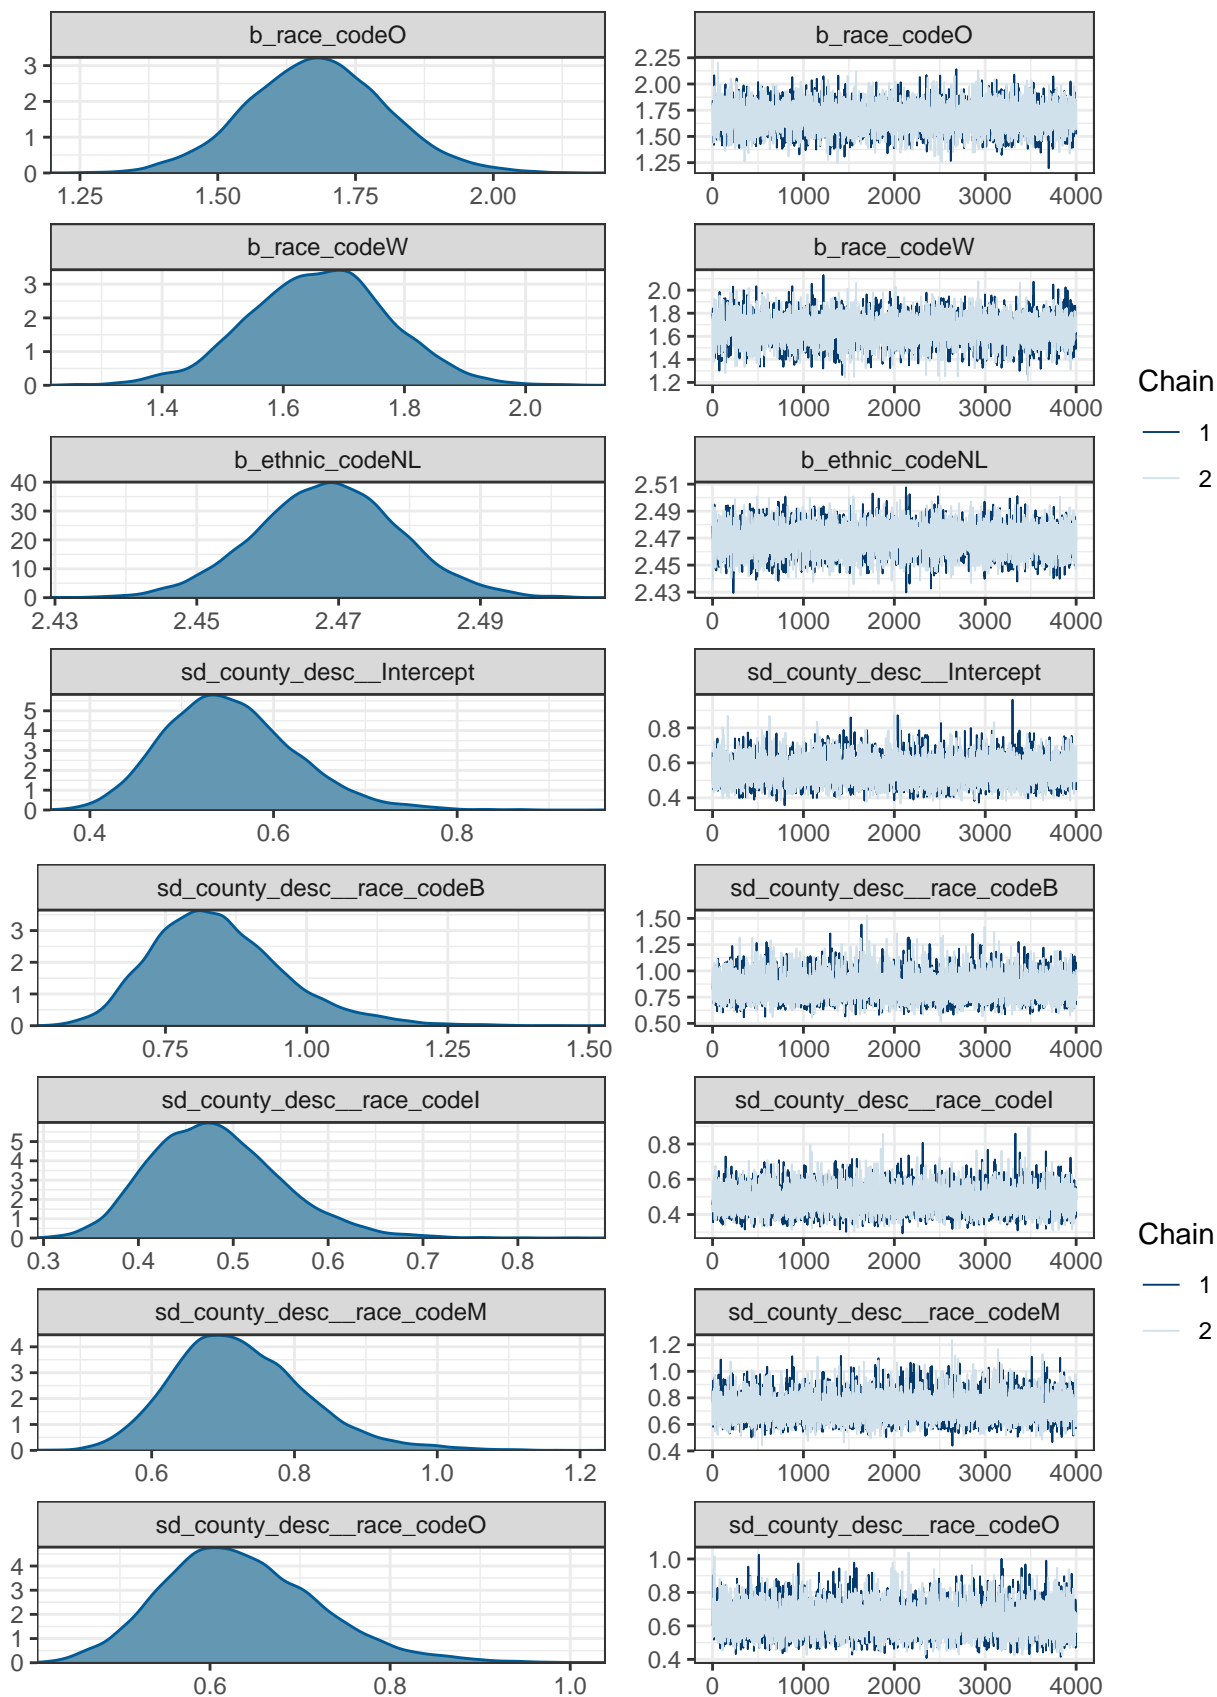 b_race_codeO
b_race_codeO
3
2
1
0
1.25 1.50 1.75 2.00
2.25
2.00
1.75
1.50
1.25
0 1000 2000 3000 4000
b_race_codeW
b_race_codeW
3
2
1
0
1.4 1.6 1.8 2.0
2.0
1.8
1.6
1.4
1.2
0 1000 2000 3000 4000
Chain
1
2
b_ethnic_codeNL
b_ethnic_codeNL
40
30
20
10
0
2.43 2.45 2.47 2.49
2.51
2.49
2.47
2.45
2.43
0 1000 2000 3000 4000
sd_county_desc__Intercept
sd_county_desc__Intercept
5
4
3
2
1
0
0.4 0.6 0.8
0.8
0.6
0.4
0 1000 2000 3000 4000
sd_county_desc__race_codeB
sd_county_desc__race_codeB
3
2
1
0
0.75 1.00 1.25 1.50
1.50
1.25
1.00
0.75
0.50
0 1000 2000 3000 4000
sd_county_desc__race_codeI
sd_county_desc__race_codeI
5
4
3
2
1
0
0.3 0.4 0.5 0.6 0.7 0.8
0.8
0.6
0.4
0 1000 2000 3000 4000
Chain
1
2
sd_county_desc__race_codeM
sd_county_desc__race_codeM
4
3
2
1
0
0.6 0.8 1.0 1.2
1.2
1.0
0.8
0.6
0.4
0 1000 2000 3000 4000
sd_county_desc__race_codeO
sd_county_desc__race_codeO
4
3
2
1
0
0.6 0.8 1.0
1.0
0.8
0.6
0.4
0 1000 2000 3000 4000